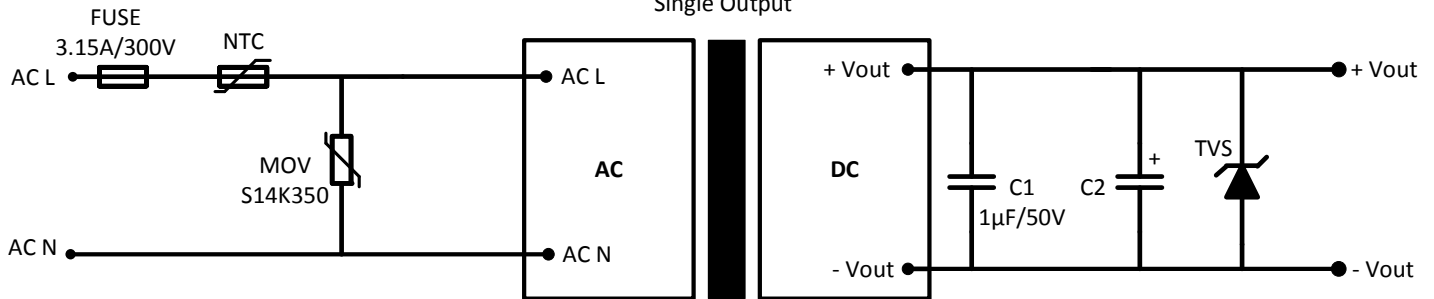 Single Output
FUSE
3.15A/300V
NTC
AC L
AC L
MOV
S14K350
AC N
AC N
AC
DC
+ Vout
+ Vout
C1
1µF/50V
C2
+
TVS
- Vout
- Vout